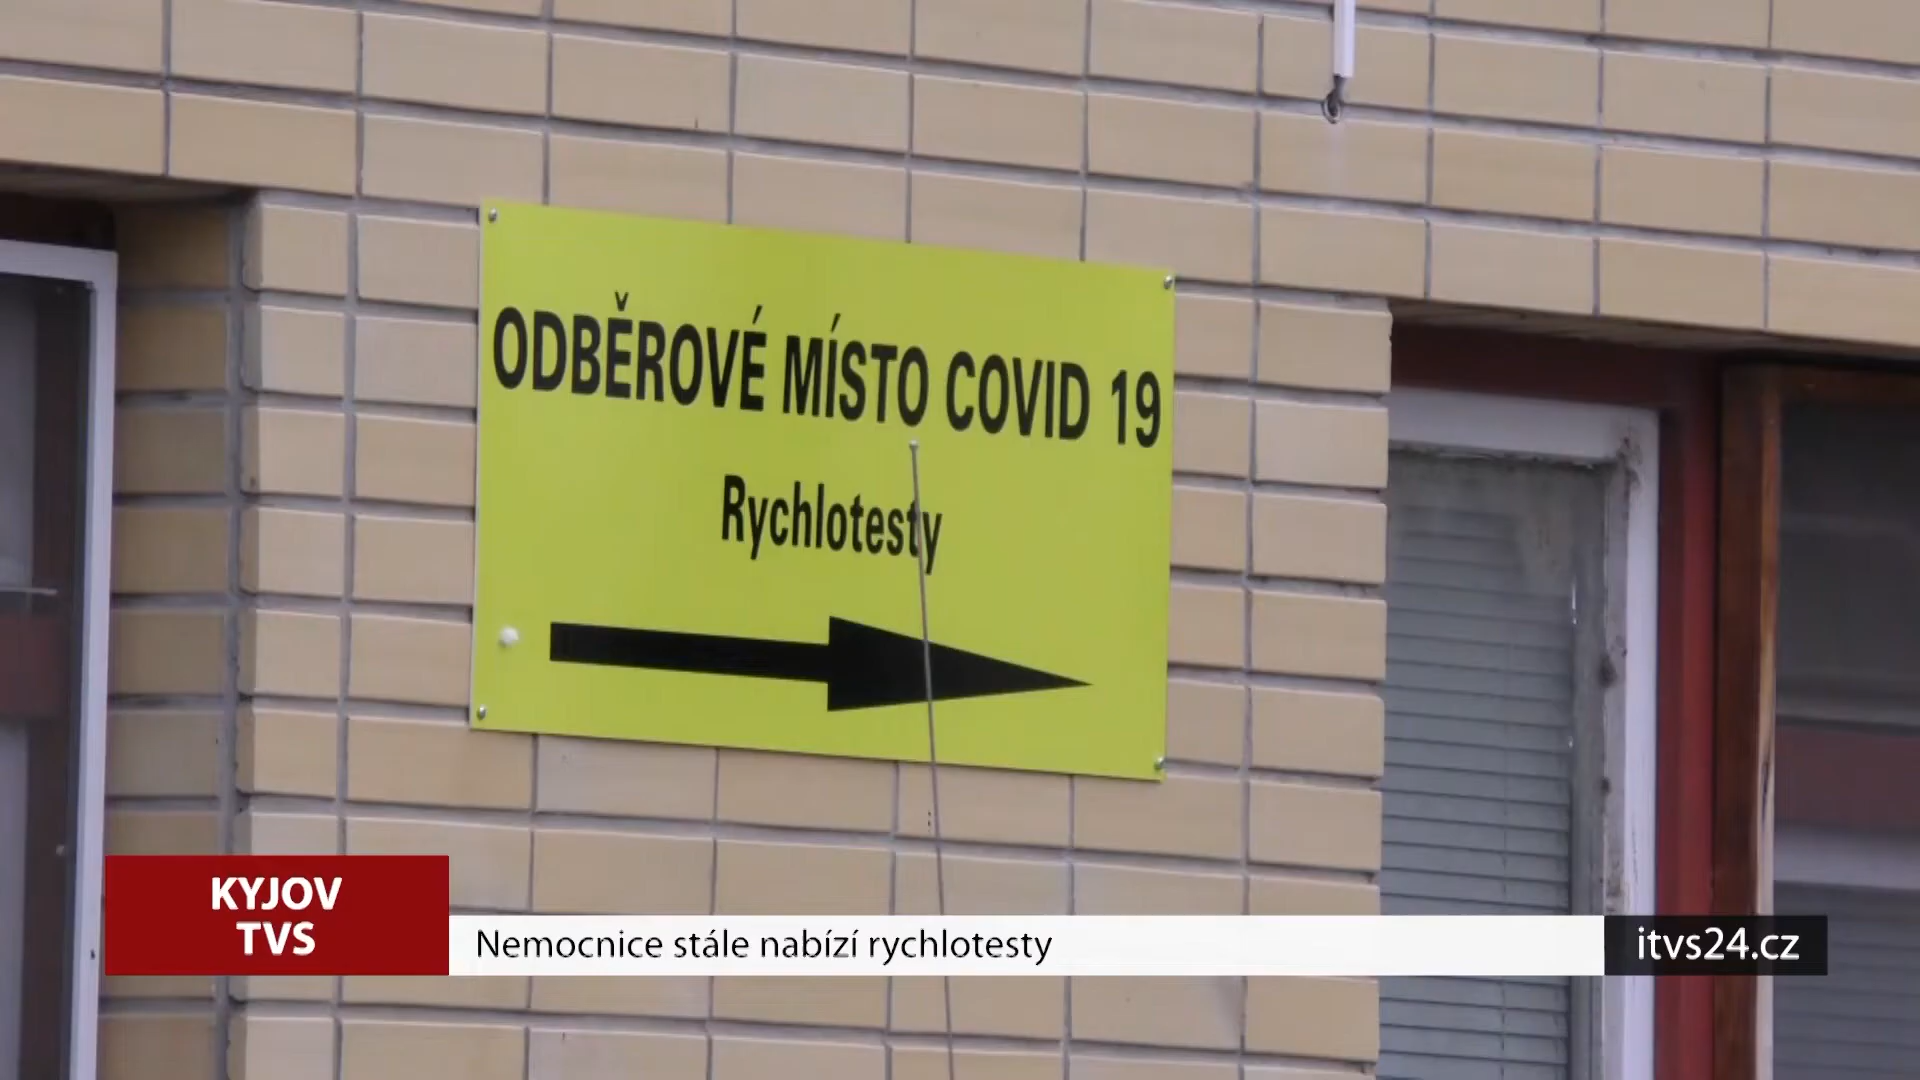 ODBĚROVÉ MÍSTO COVID 19
Rychlotesty
KYJOV
TVS
Nemocnice stále nabízí rychlotesty
itvs24.cz